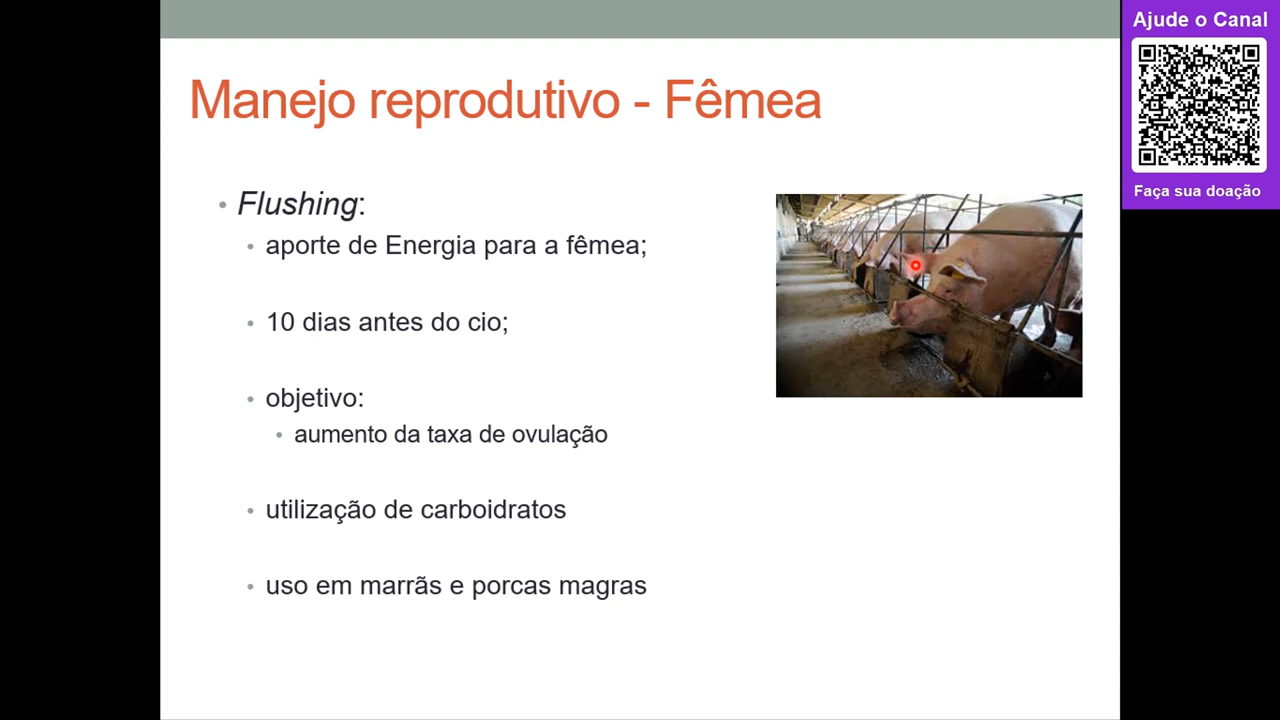 Manejo reprodutivo - Fêmea
• Flushing:
• aporte de Energia para a fêmea;
• 10 dias antes do cio;
• objetivo:
• aumento da taxa de ovulação
• utilização de carboidratos
• uso em marrãs e porcas magras
Ajude o Canal
Faça sua doação